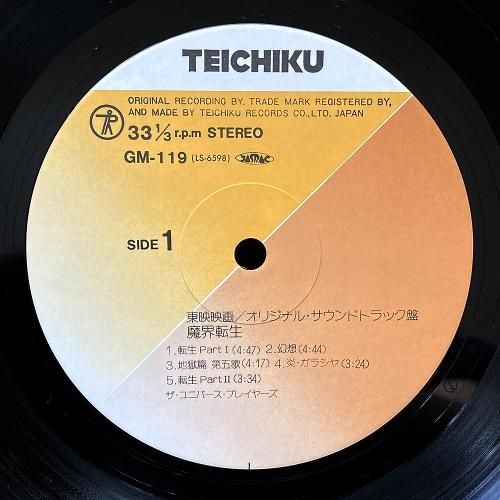 TEICHIKU
ORIGINAL RECORDING BY, TRADE MARK REGISTERED BY,
AND MADE BY TEICHIKU RECORDS CO., LTD. JAPAN
33 1/3 r.p.m STEREO
GM-119 (LS-6598) JASRAC
SIDE 1
東映映画/オリジナル・サウンドトラック盤
魔界転生
1. 転生 Part I (4:47) 2. 幻想 (4:44)
3. 地獄篇 第五歌 (4:17) 4. 炎・ガラシヤ (3:24)
5. 転生 Part II (3:34)
ザ・ユニバース・プレイヤーズ